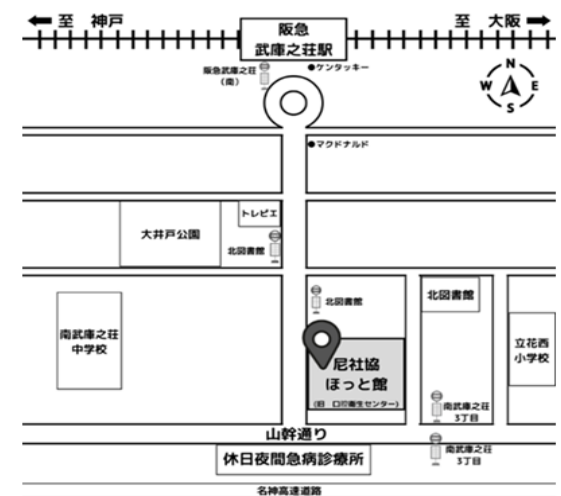 至 神戸
阪急
武庫之荘駅
至 大阪
阪急武庫之荘
(南)
●ケンタッキー
N
W E
S
●マクドナルド
トレピエ
大井戸公園
北図書館
北図書館
北図書館
南武庫之荘
中学校
尼社協
ほっと館
(旧 口腔衛生センター)
立花西
小学校
南武庫之荘
3丁目
山幹通り
南武庫之荘
3丁目
休日夜間急病診療所
名神高速道路